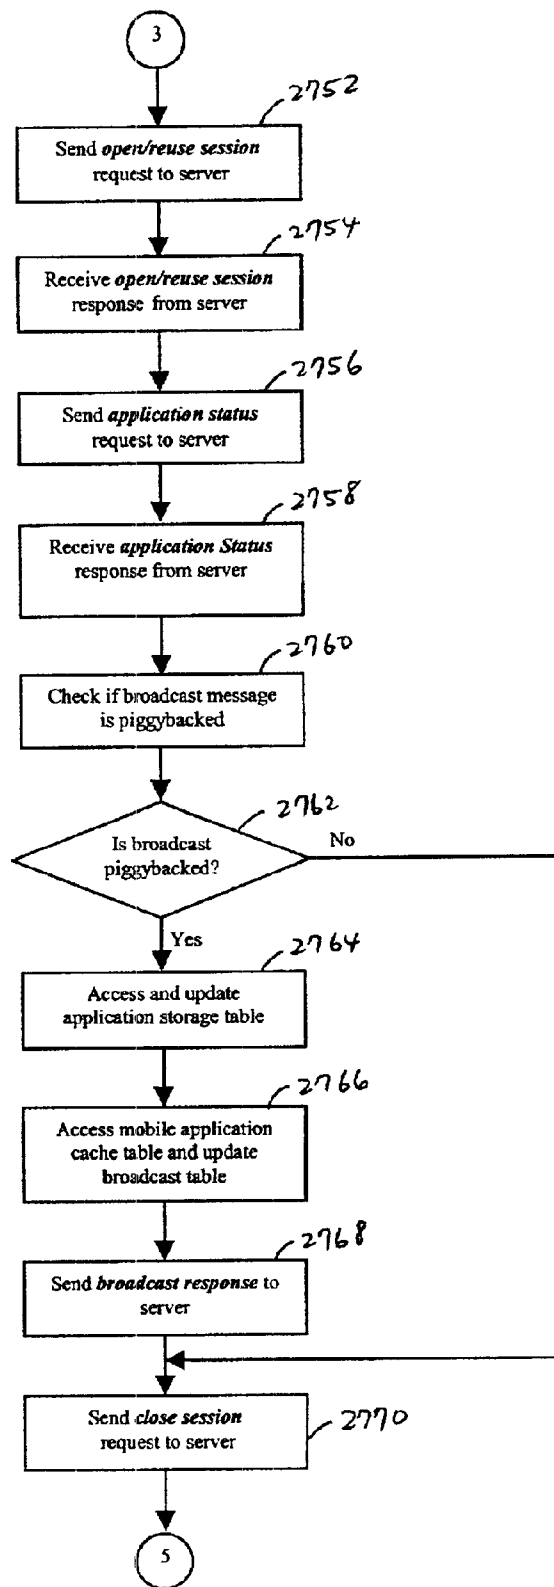 3
2752
Send open/reuse session
request to server
2754
Receive open/reuse session
response from server
2756
Send application status
request to server
2758
Receive application Status
response from server
2760
Check if broadcast message
is piggybacked
2762
Is broadcast
piggybacked?
No
Yes
2764
Access and update
application storage table
2766
Access mobile application
cache table and update
broadcast table
2768
Send broadcast response to
server
Send close session
request to server
2770
5